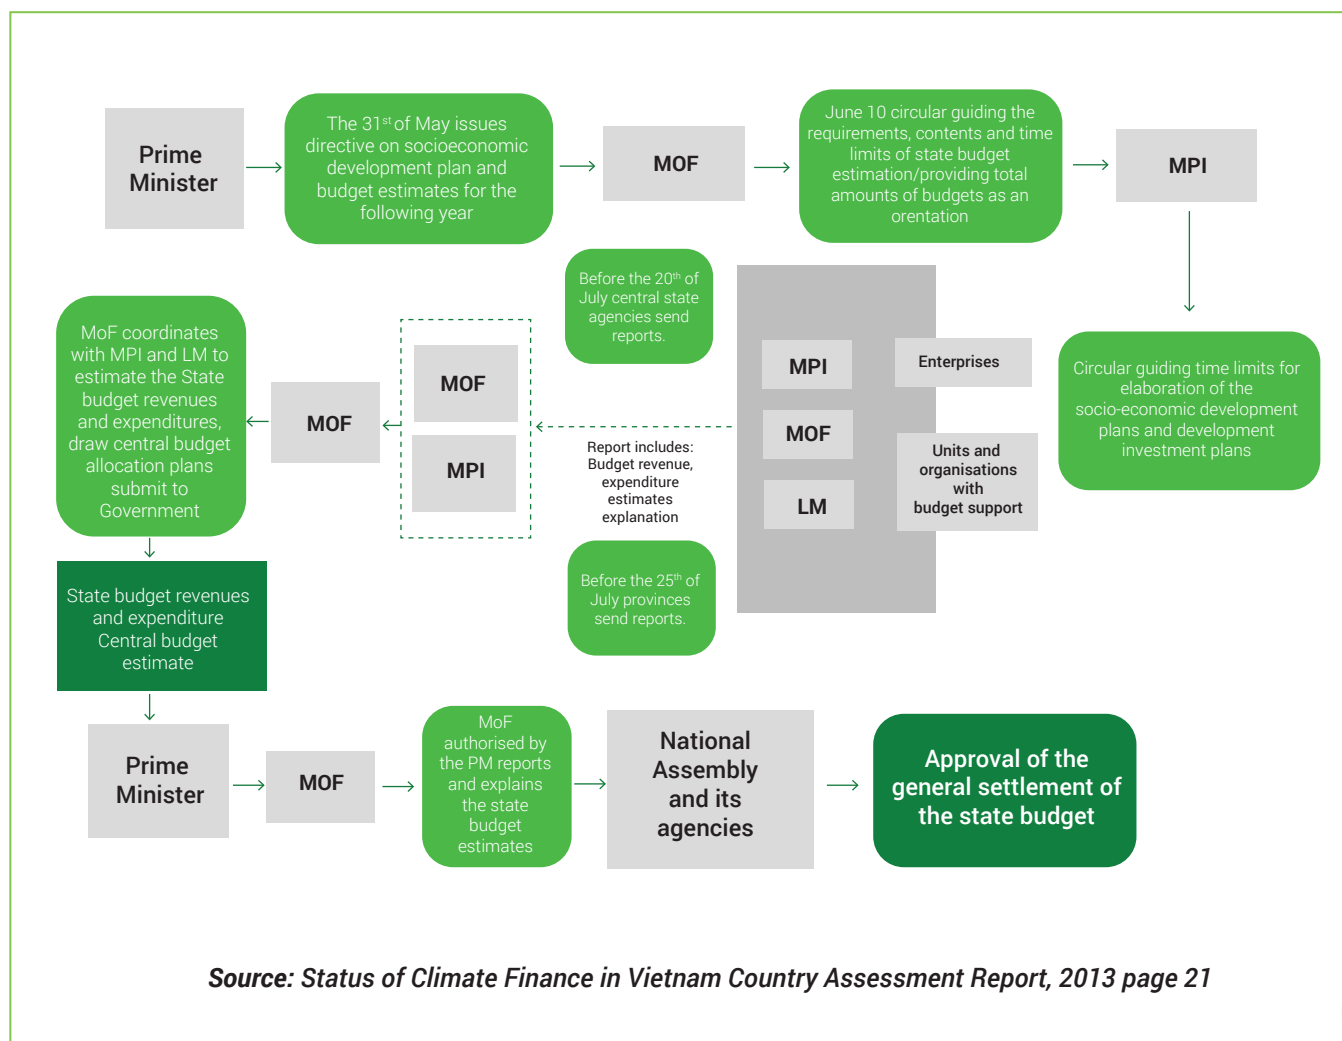 Prime
Minister
The 31st of May issues
directive on socioeconomic
development plan and
budget estimates for the
following year
MOF
June 10 circular guiding the
requirements, contents and time
limits of state budget
estimation/providing total
amounts of budgets as an
orentation
MPI
Circular guiding time limits for
elaboration of the
socio-economic development
plans and development
investment plans
Before the 20th of
July central state
agencies send
reports.
MPI
MOF
LM
Enterprises
Units and
organisations
with
budget support
Report includes:
Budget revenue,
expenditure
estimates
explanation
Before the 25th of
July provinces
send reports.
MOF
MPI
MOF
MoF coordinates
with MPI and LM to
estimate the State
budget revenues
and expenditures,
draw central budget
allocation plans
submit to
Government
State budget revenues
and expenditure
Central budget
estimate
Prime
Minister
MOF
MoF
authorised by
the PM reports
and explains
the state
budget
estimates
National
Assembly
and its
agencies
Approval of the
general settlement of
the state budget
Source: Status of Climate Finance in Vietnam Country Assessment Report, 2013 page 21